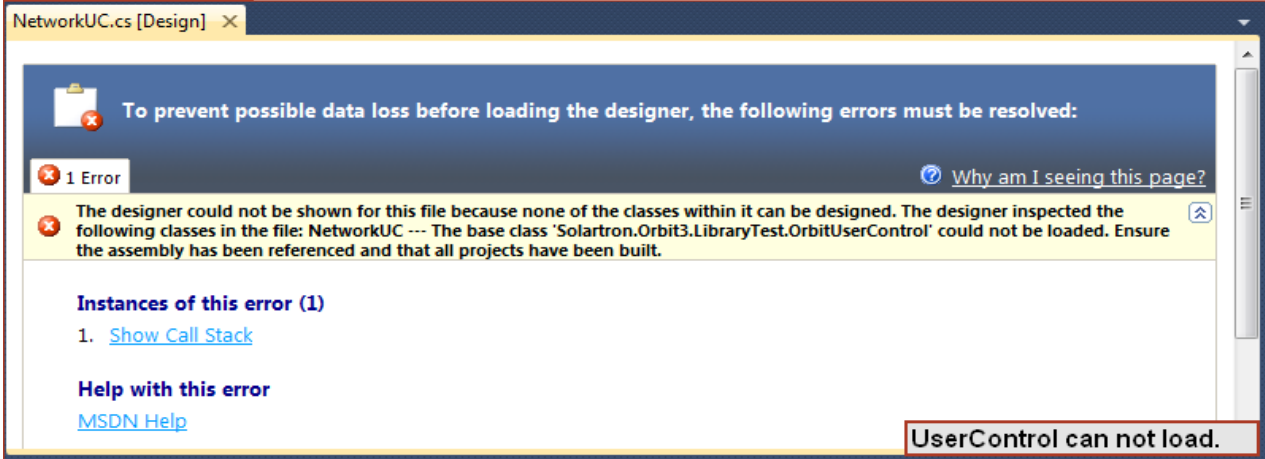 NetworkUC.cs [Design]
To prevent possible data loss before loading the designer, the following errors must be resolved:
1 Error
Why am I seeing this page?
The designer could not be shown for this file because none of the classes within it can be designed. The designer inspected the
following classes in the file: NetworkUC --- The base class 'Solartron.Orbit3.LibraryTest.OrbitUserControl' could not be loaded. Ensure
the assembly has been referenced and that all projects have been built.
Instances of this error (1)
1. Show Call Stack
Help with this error
MSDN Help
UserControl can not load.